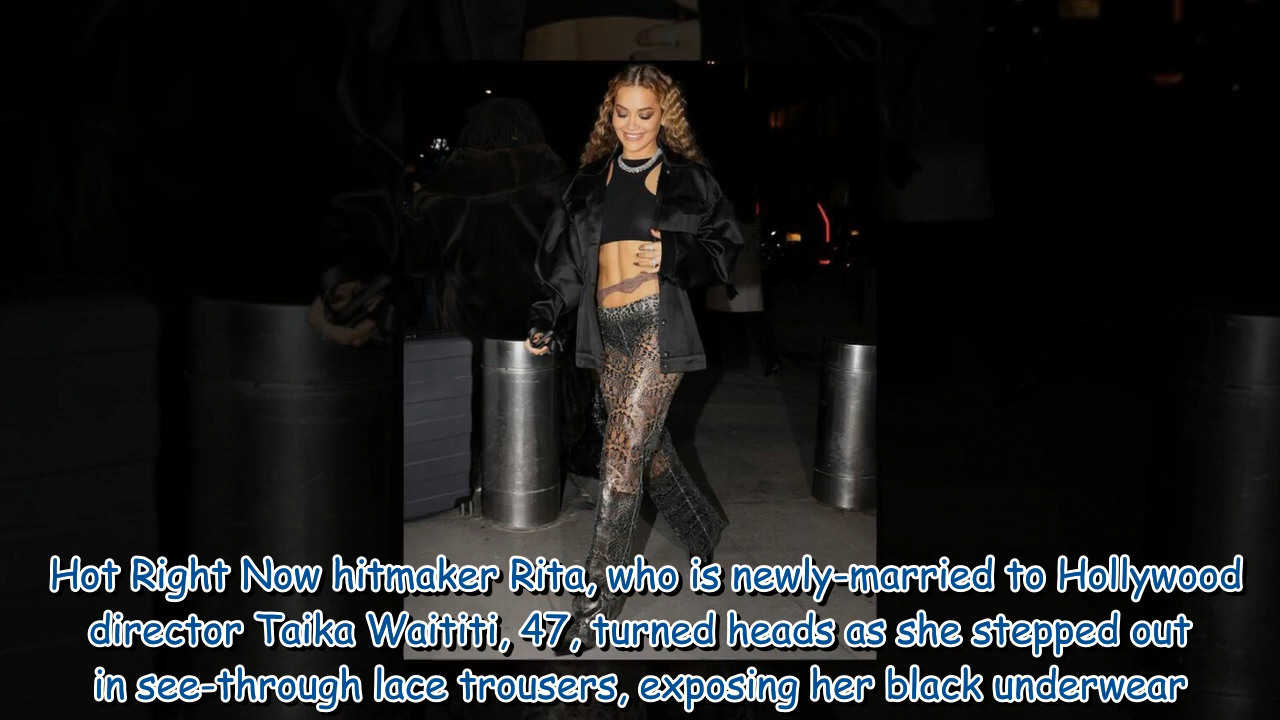 Hot Right Now hitmaker Rita, who is newly-married to Hollywood
director Taika Waititi, 47, turned heads as she stepped out
in see-through lace trousers, exposing her black underwear